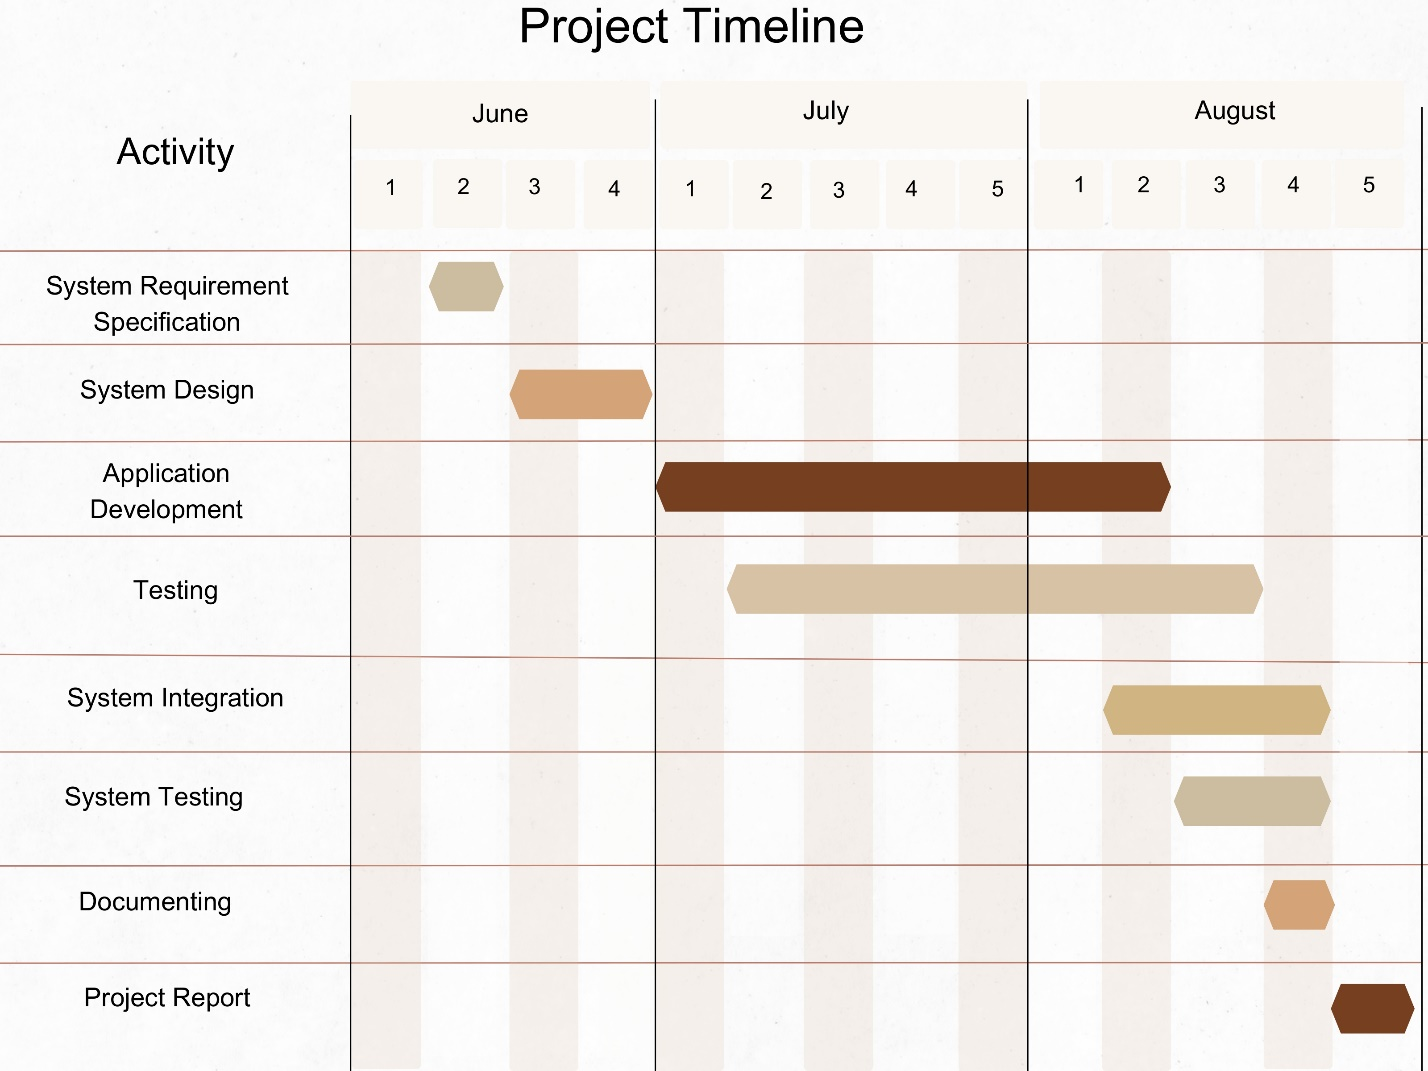 Project Timeline
Activity
June
July
August
1 2 3 4 1 2 3 4 5 1 2 3 4 5
System Requirement
Specification
System Design
Application
Development
Testing
System Integration
System Testing
Documenting
Project Report